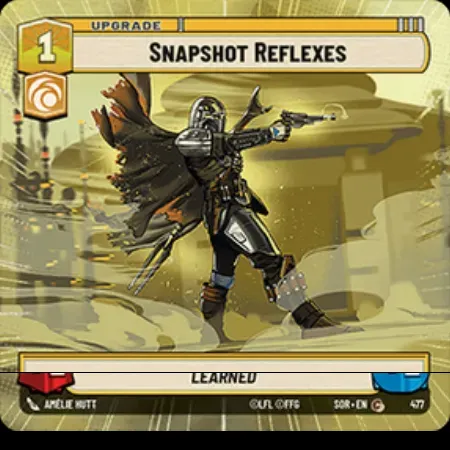 UPGRADE
1
SNAPSHOT REFLEXES
LEARNED
AMÉLIE HUTT
©LFL ©FFG
SOR • EN
C
477